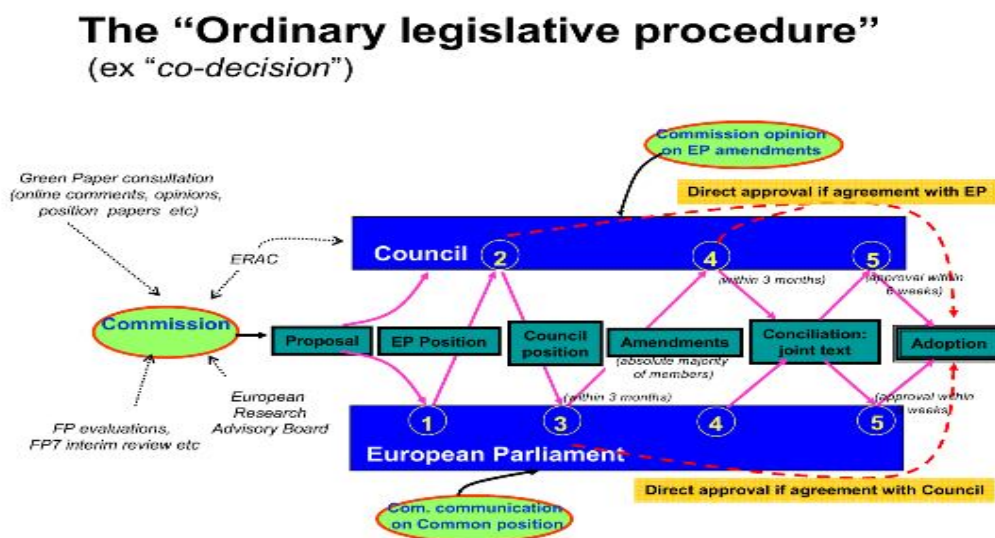 The “Ordinary legislative procedure”
(ex “co-decision”)
Commission opinion
on EP amendments
Green Paper consultation
(online comments, opinions,
position papers etc)
Direct approval if agreement with EP
ERAC
Council
2
4
5
(within 3 months)
(approval within
6 weeks)
Commission
Proposal
EP Position
Council
position
Amendments
(absolute majority
of members)
Conciliation:
joint text
Adoption
European
Research
Advisory Board
FP evaluations,
FP7 interim review etc
(within 3 months)
(approval within
weeks)
1
3
4
5
European Parliament
Direct approval if agreement with Council
Com. communication
on Common position